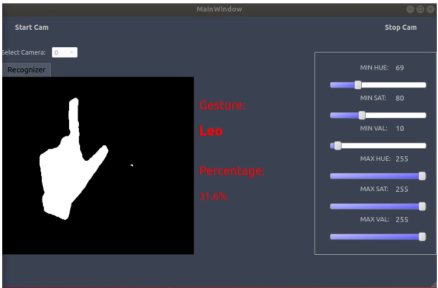 MainWindow
Start Cam
Stop Cam
Select Camera: 0
Recognizer
Gesture:
Loo
Percentage:
31.6%
MIN HUE: 69
MIN SAT: 80
MIN VAL: 10
MAX HUE: 255
MAX SAT: 255
MAX VAL: 255